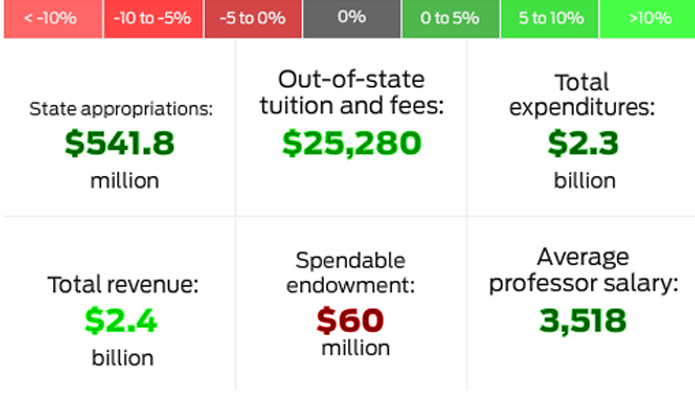 < -10% -10 to -5% -5 to 0% 0% 0 to 5% 5 to 10% >10%
State appropriations:
$541.8
million
Out-of-state
tuition and fees:
$25,280
Total
expenditures:
$2.3
billion
Total revenue:
$2.4
billion
Spendable
endowment:
$60
million
Average
professor salary:
3,518